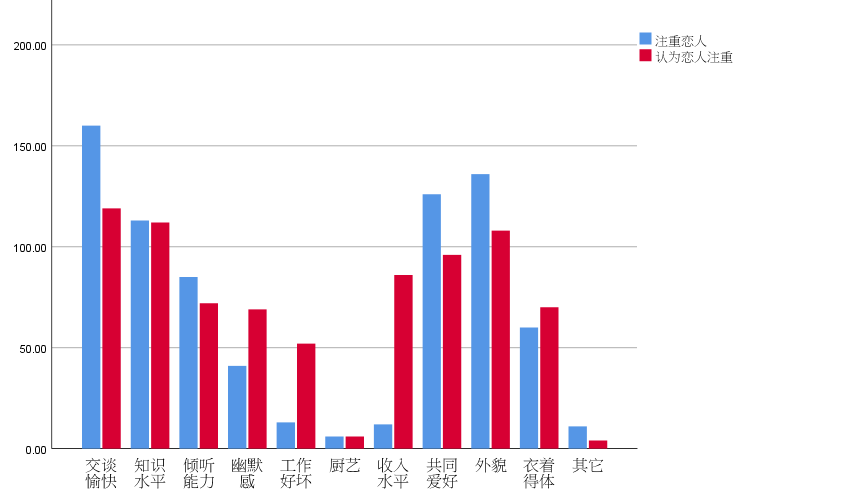 200.00
150.00
100.00
50.00
0.00
注重恋人
认为恋人注重
交谈
愉快
知识
水平
倾听
能力
幽默
感
工作
好坏
厨艺
收入
水平
共同
爱好
外貌
衣着
得体
其它